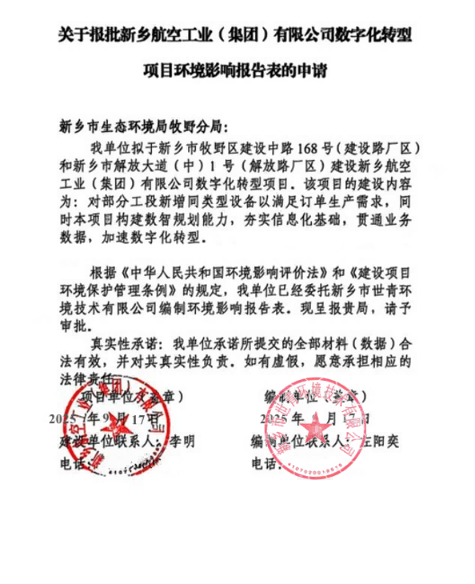 关于报批新乡航空工业（集团）有限公司数字化转型
项目环境影响报告表的申请
新乡市生态环境局牧野分局：
我单位拟于新乡市牧野区建设中路 168 号（建设路厂区）
和新乡市解放大道（中）1 号（解放路厂区）建设新乡航空
工业（集团）有限公司数字化转型项目。该项目的建设内容
为：对部分工段新增同类型设备以满足订单生产需求，同
时本项目构建数智规划能力，夯实信息化基础，贯通业务
数据，加速数字化转型。
根据《中华人民共和国环境影响评价法》和《建设项目
环境保护管理条例》的规定，我单位已经委托新乡市世青环
境技术有限公司编制环境影响报告表。现呈报贵局，请予
审批。
真实性承诺：我单位承诺所提交的全部材料（数据）合
法有效，并对其真实性负责。如有虚假，愿意承担相应的
法律责任
项目单位（盖章） 编制单位（盖章）
年9月17日 2025 月17日
建设单位联系人：李明 编制单位联系人：王阳奕
电话： 电话：